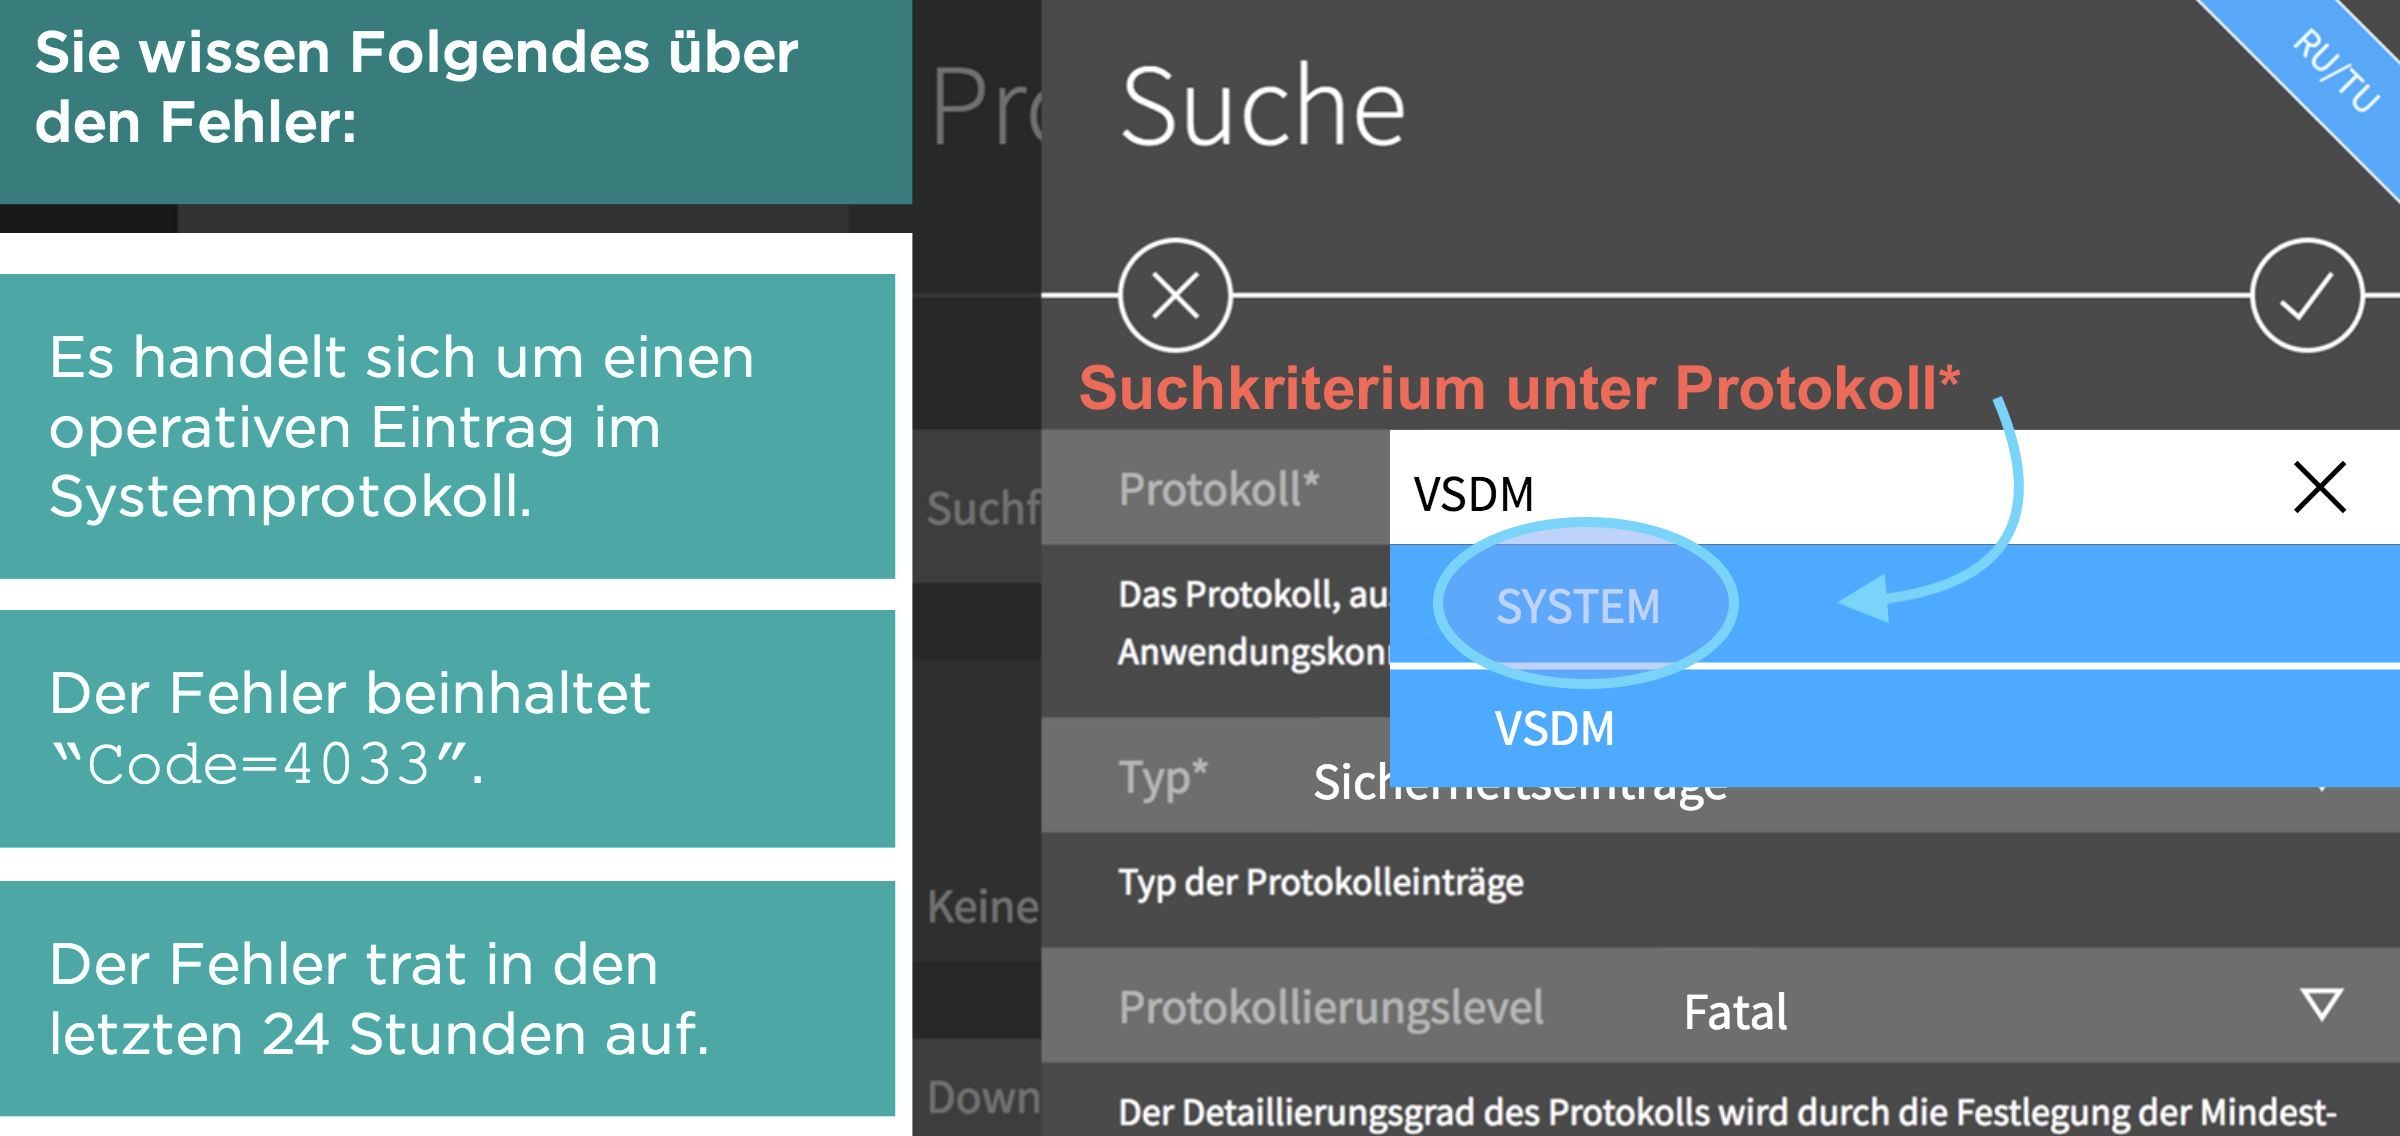 Sie wissen Folgendes über
den Fehler:
Es handelt sich um einen
operativen Eintrag im
Systemprotokoll.
Der Fehler beinhaltet
“Code=4033”.
Der Fehler trat in den
letzten 24 Stunden auf.
Pro
Suchf
Keine
Down
Suche
RU/TU
Suchkriterium unter Protokoll*
Protokoll*
VSDM
SYSTEM
VSDM
Das Protokoll, aus
Anwendungskon
Typ*
Sicherheitseinträge
Typ der Protokolleinträge
Protokollierungslevel
Fatal
Der Detaillierungsgrad des Protokolls wird durch die Festlegung der Mindest-